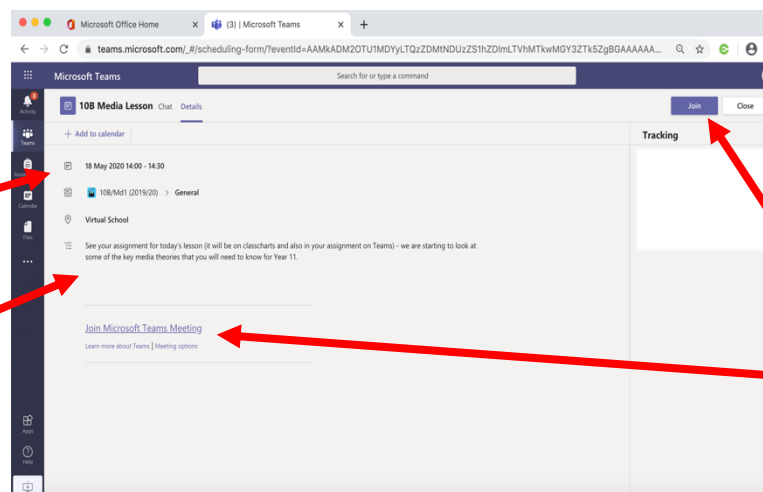 Microsoft Office Home
(3) | Microsoft Teams
teams.microsoft.com/_#/scheduling-form/?eventId=AAMkADM2OTU1MDYyLTQzZDMtNDUzZS1hZDlmLTVhMTkwMGY3ZTk5ZgBGAAAAAA...
Microsoft Teams
Search for or type a command
3
Activity
10B Media Lesson Chat Details
Join Close
Teams
+ Add to calendar
Tracking
18 May 2020 14:00 - 14:30
10B/Md1 (2019/20) > General
Calendar
Virtual School
Files
See your assignment for today's lesson (it will be on classcharts and also in your assignment on Teams) - we are starting to look at
some of the key media theories that you will need to know for Year 11.
Join Microsoft Teams Meeting
Learn more about Teams | Meeting options
Apps
Help